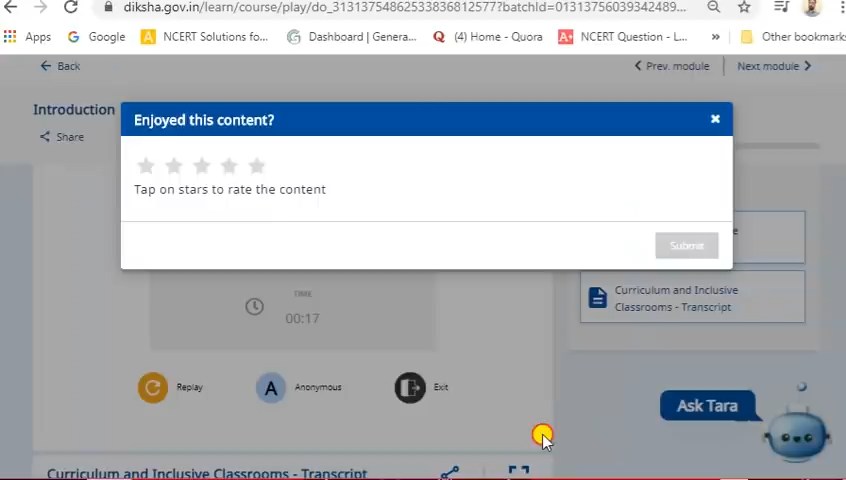 diksha.gov.in/learn/course/play/do_31313754862533836812577?batchId=01313756039342489...
Apps
Google
NCERT Solutions fo...
Dashboard | Genera...
(4) Home - Quora
NCERT Question - L...
»
Other bookmarks
Back
Prev. module
Next module
Introduction
Share
Enjoyed this content?
Tap on stars to rate the content
Submit
TIME
00:17
Curriculum and Inclusive
Classrooms - Transcript
Replay
A
Anonymous
Exit
Ask Tara
Curriculum and Inclusive Classrooms - Transcript